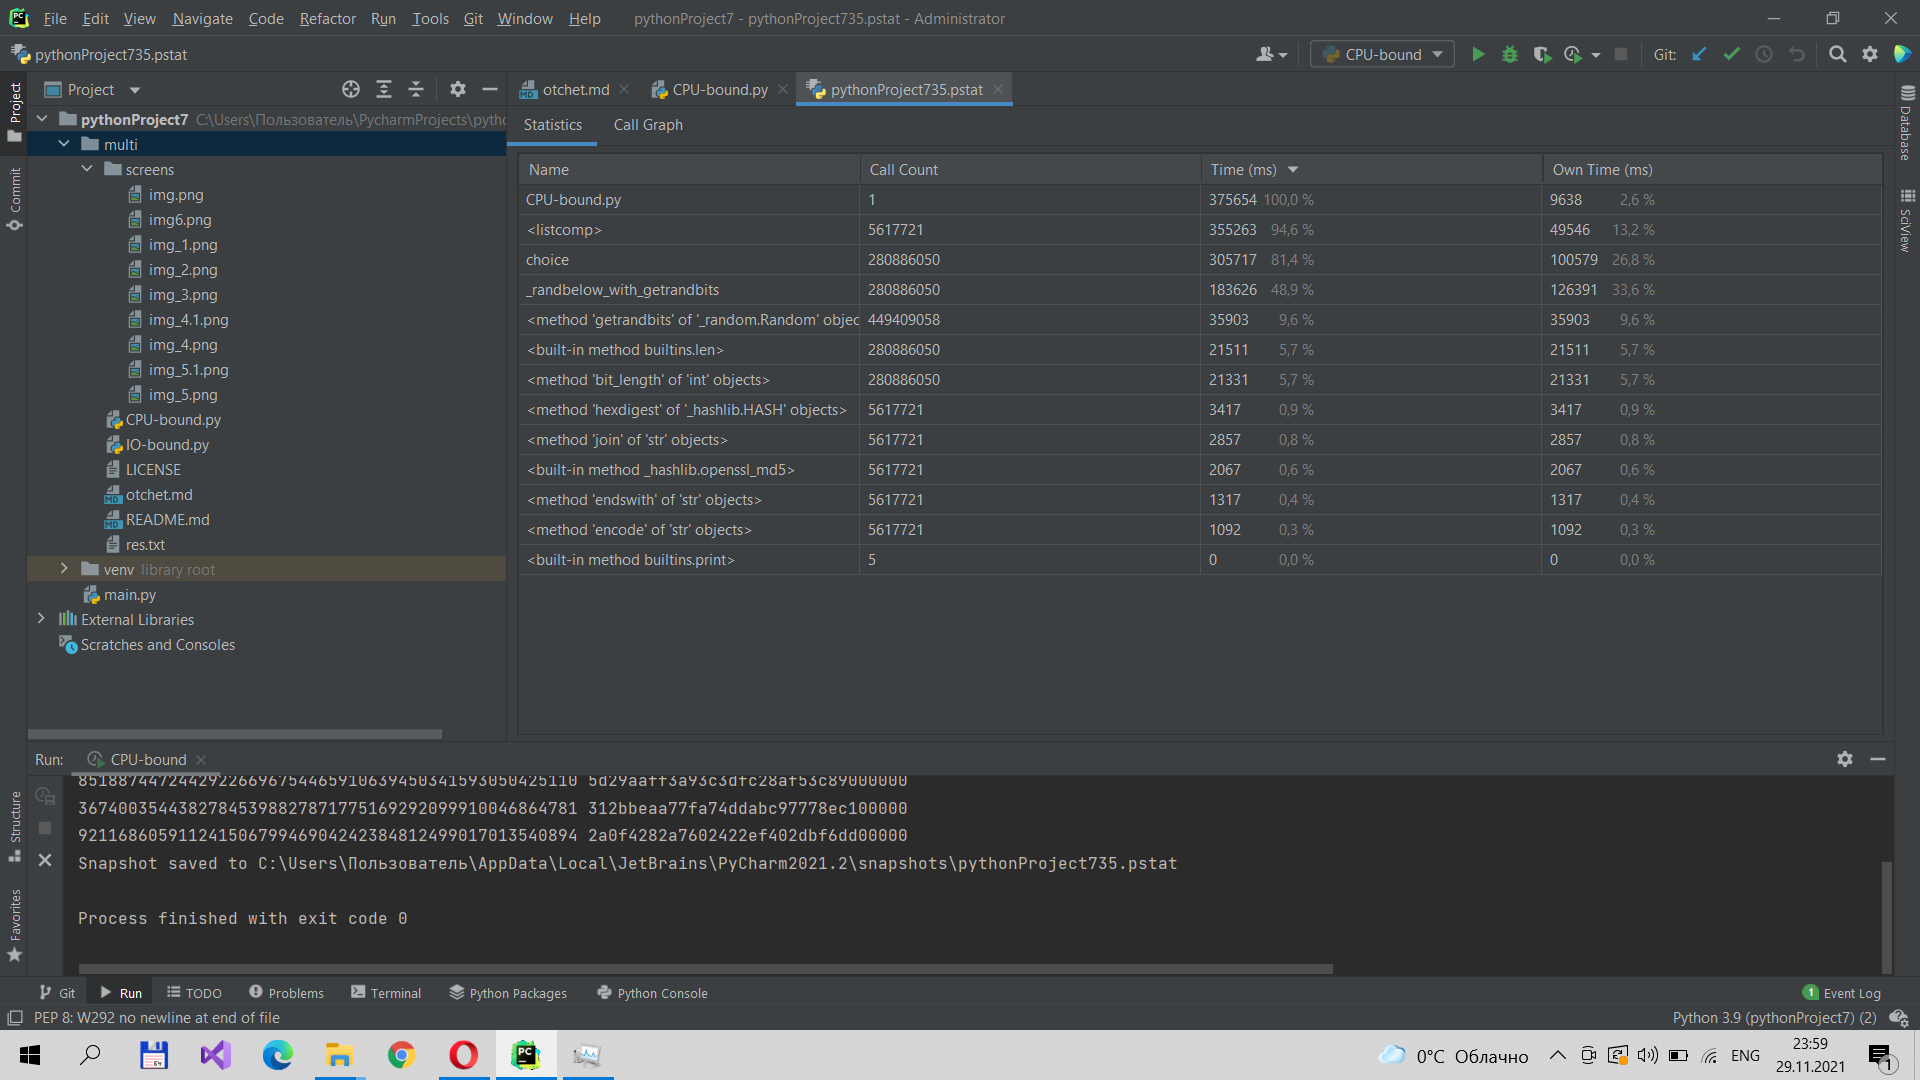 File Edit View Navigate Code Refactor Run Tools Git Window Help pythonProject7 - pythonProject735.pstat - Administrator
pythonProject735.pstat
CPU-bound
Git:
Project
otchet.md
CPU-bound.py
pythonProject735.pstat
Statistics
Call Graph
Project
Commit
Structure
Favorites
Database
SciView
pythonProject7 C:\Users\Пользователь\PycharmProjects\pytho
multi
screens
img.png
img6.png
img_1.png
img_2.png
img_3.png
img_4.1.png
img_4.png
img_5.1.png
img_5.png
CPU-bound.py
IO-bound.py
LICENSE
otchet.md
README.md
res.txt
venv library root
main.py
External Libraries
Scratches and Consoles
Name Call Count Time (ms) Own Time (ms)
CPU-bound.py 1 375654 100,0 % 9638 2,6 %
<listcomp> 5617721 355263 94,6 % 49546 13,2 %
choice 280886050 305717 81,4 % 100579 26,8 %
_randbelow_with_getrandbits 280886050 183626 48,9 % 126391 33,6 %
<method 'getrandbits' of '_random.Random' objec 449409058 35903 9,6 % 35903 9,6 %
<built-in method builtins.len> 280886050 21511 5,7 % 21511 5,7 %
<method 'bit_length' of 'int' objects> 280886050 21331 5,7 % 21331 5,7 %
<method 'hexdigest' of '_hashlib.HASH' objects> 5617721 3417 0,9 % 3417 0,9 %
<method 'join' of 'str' objects> 5617721 2857 0,8 % 2857 0,8 %
<built-in method _hashlib.openssl_md5> 5617721 2067 0,6 % 2067 0,6 %
<method 'endswith' of 'str' objects> 5617721 1317 0,4 % 1317 0,4 %
<method 'encode' of 'str' objects> 5617721 1092 0,3 % 1092 0,3 %
<built-in method builtins.print> 5 0 0,0 % 0 0,0 %
Run: CPU-bound
85188744724429226696754465910639450341593050425110 5d29aaff3a93c3dfc28af53c89000000
36740035443827845398827871775169292099910046864781 312bbeaa77fa74ddabc97778ec100000
92116860591124150679946904242384812499017013540894 2a0f4282a7602422ef402dbf6dd00000
Snapshot saved to C:\Users\Пользователь\AppData\Local\JetBrains\PyCharm2021.2\snapshots\pythonProject735.pstat
Process finished with exit code 0
Git Run TODO Problems Terminal Python Packages Python Console 1 Event Log
PEP 8: W292 no newline at end of file Python 3.9 (pythonProject7) (2)
0°C Облачно ENG
23:59
29.11.2021
1